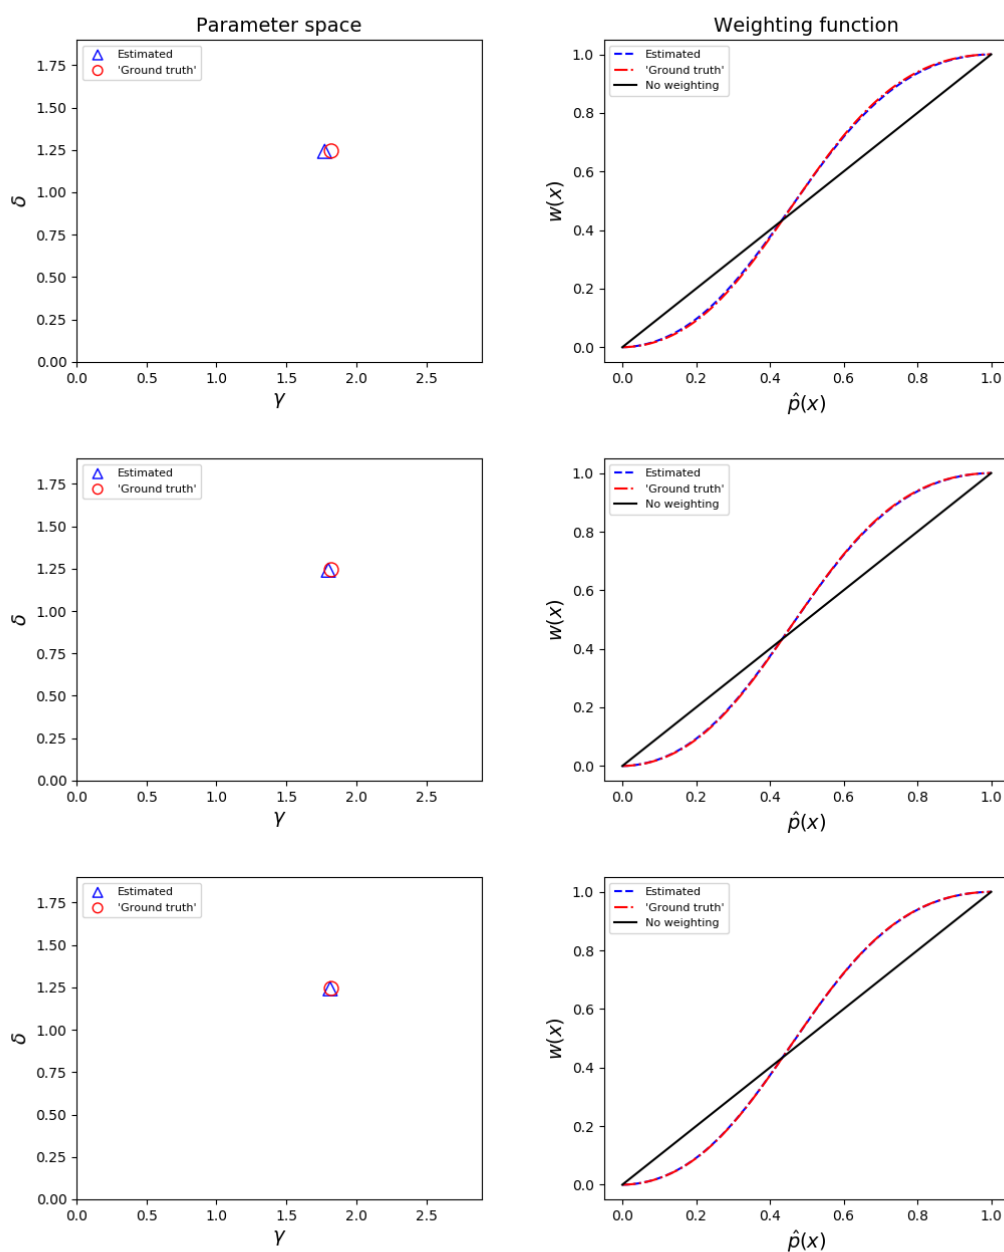 Parameter space
Estimated
'Ground truth'
1.75
1.50
1.25
1.00
0.75
0.50
0.25
0.00
δ
0.0 0.5 1.0 1.5 2.0 2.5
γ
Weighting function
Estimated
'Ground truth'
No weighting
1.0
0.8
0.6
0.4
0.2
0.0
w(x)
0.0 0.2 0.4 0.6 0.8 1.0
p̂(x)
Estimated
'Ground truth'
1.75
1.50
1.25
1.00
0.75
0.50
0.25
0.00
δ
0.0 0.5 1.0 1.5 2.0 2.5
γ
Estimated
'Ground truth'
No weighting
1.0
0.8
0.6
0.4
0.2
0.0
w(x)
0.0 0.2 0.4 0.6 0.8 1.0
p̂(x)
Estimated
'Ground truth'
1.75
1.50
1.25
1.00
0.75
0.50
0.25
0.00
δ
0.0 0.5 1.0 1.5 2.0 2.5
γ
Estimated
'Ground truth'
No weighting
1.0
0.8
0.6
0.4
0.2
0.0
w(x)
0.0 0.2 0.4 0.6 0.8 1.0
p̂(x)